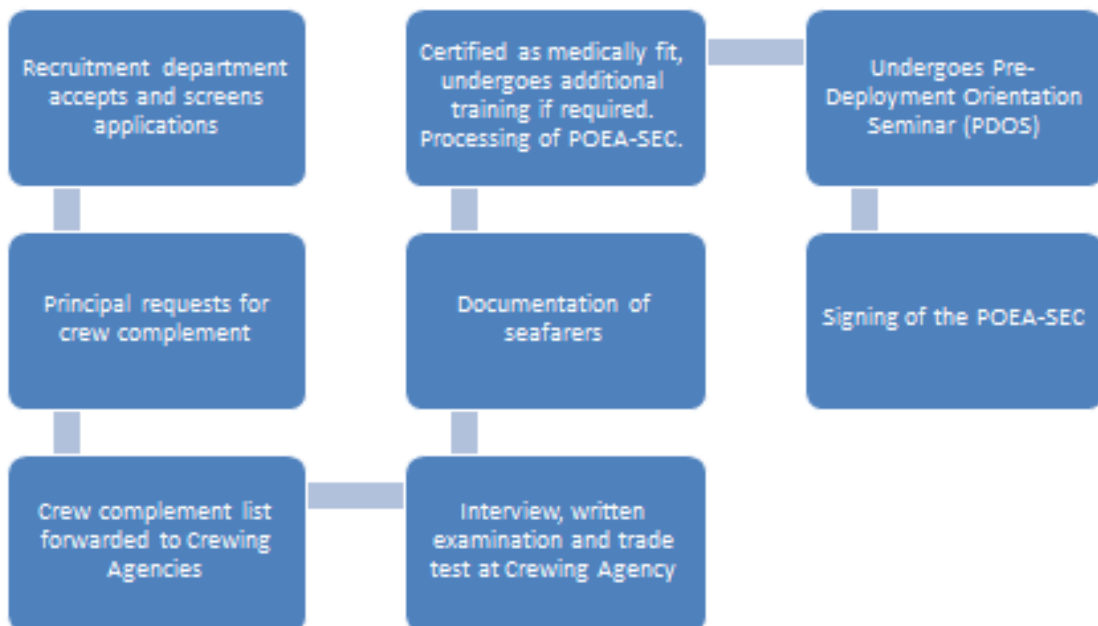 Recruitment department
accepts and screens
applications
Principal requests for
crew complement
Crew complement list
forwarded to Crewing
Agencies
Interview, written
examination and trade
test at Crewing Agency
Documentation of
seafarers
Certified as medically fit,
undergoes additional
training if required.
Processing of POEA-SEC.
Undergoes Pre-
Deployment Orientation
Seminar (PDOS)
Signing of the POEA-SEC